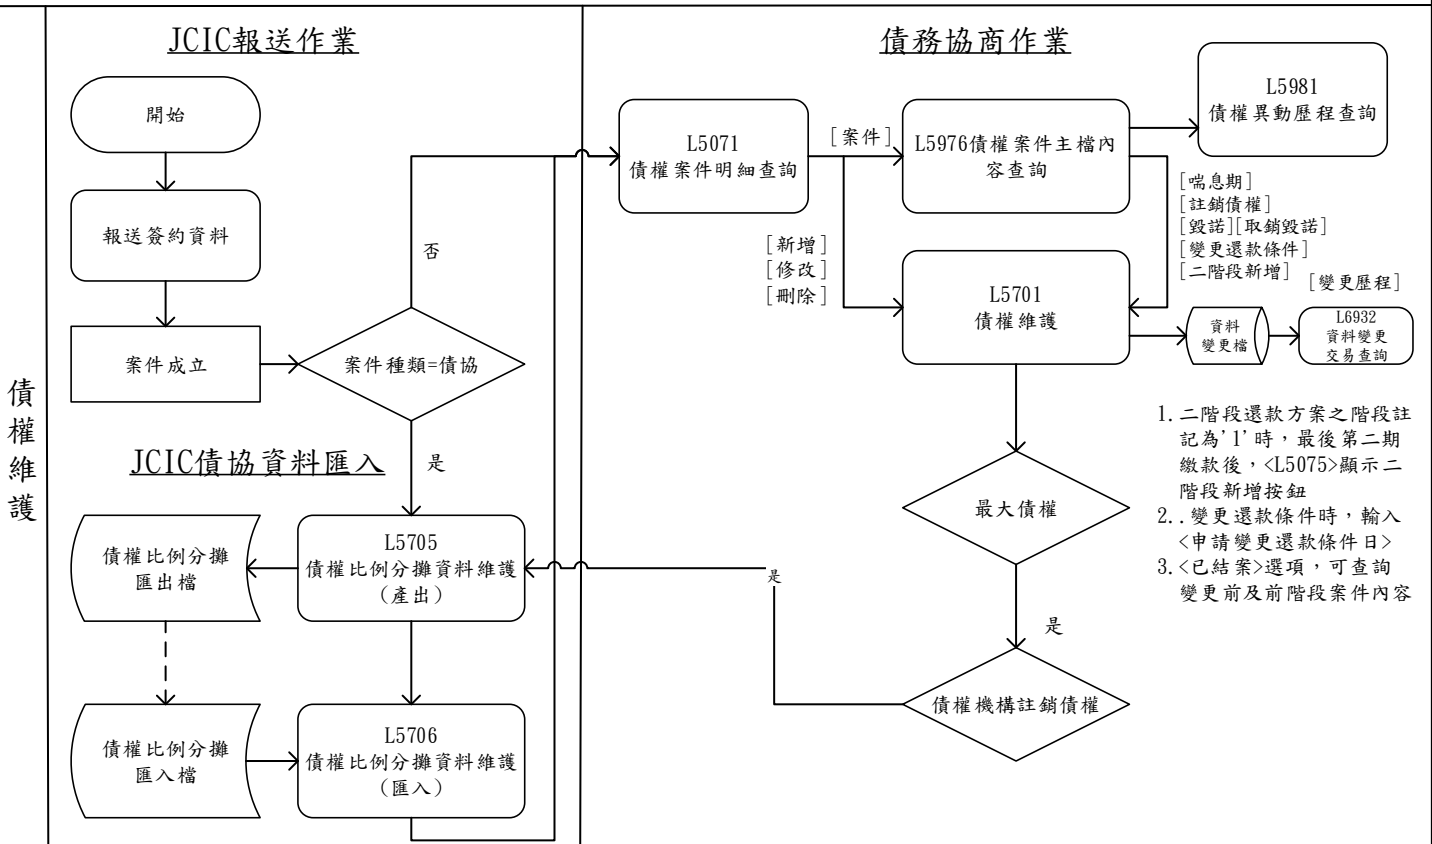 債權維護
JCIC報送作業
開始
報送簽約資料
案件成立
案件種類=債協
否
是
JCIC債協資料匯入
L5705
債權比例分攤資料維護
(產出)
債權比例分攤
匯出檔
債權比例分攤
匯入檔
L5706
債權比例分攤資料維護
(匯入)
債務協商作業
L5071
債權案件明細查詢
[案件]
L5976債權案件主檔內
容查詢
L5981
債權異動歷程查詢
[新增]
[修改]
[刪除]
[喘息期]
[註銷債權]
[毀諾][取銷毀諾]
[變更還款條件]
[二階段新增]
L5701
債權維護
[變更歷程]
資料
變更檔
L6932
資料變更
交易查詢
最大債權
是
債權機構註銷債權
是
1.二階段還款方案之階段註
記為'1'時，最後第二期
繳款後，<L5075>顯示二
階段新增按鈕
2..變更還款條件時，輸入
<申請變更還款條件日>
3.<已結案>選項，可查詢
變更前及前階段案件內容